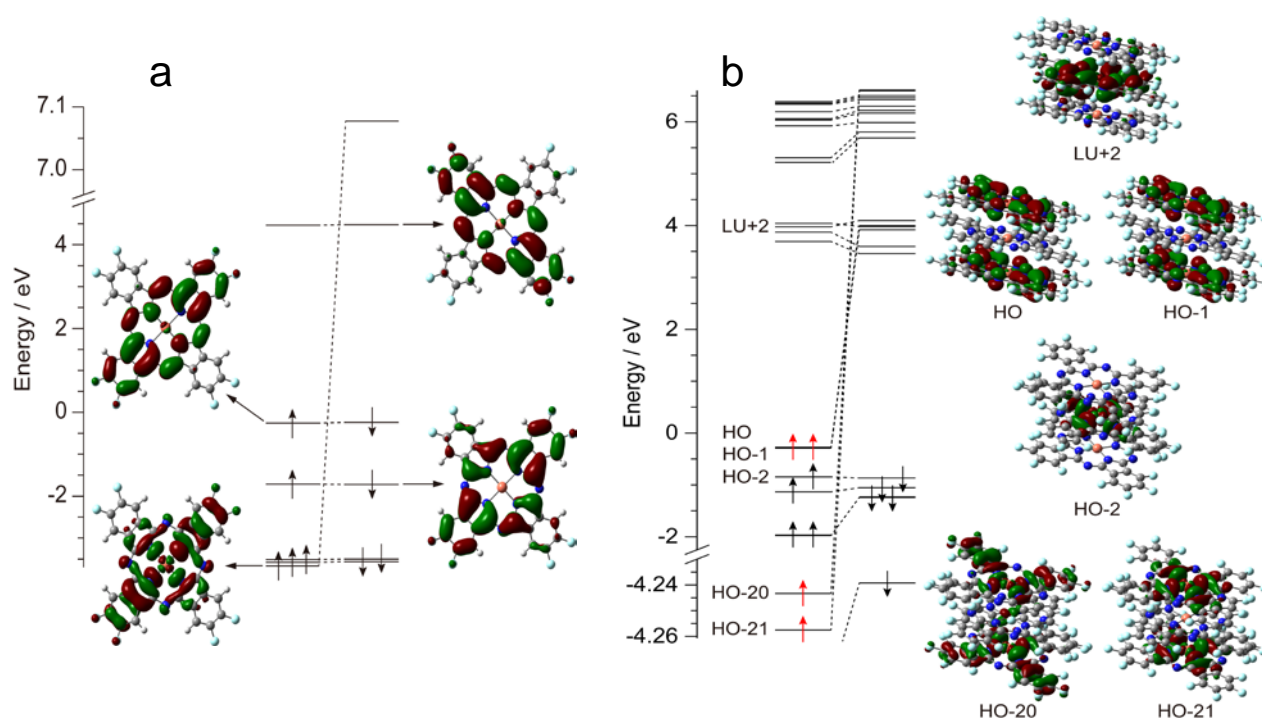 a
7.1
7.0
4
2
0
-2
Energy / eV
b
6
4
2
0
-2
-4.24
-4.26
Energy / eV
LU+2
HO
HO-1
HO-2
HO-20
HO-21
LU+2
HO
HO-1
HO-2
HO-20
HO-21